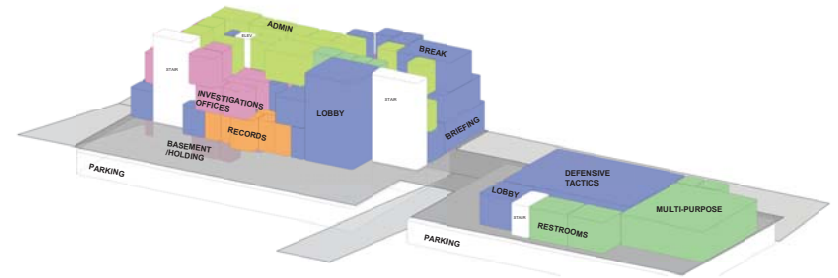 ADMIN
ELEV
BREAK
STAIR
STAIR
INVESTIGATIONS
OFFICES
LOBBY
RECORDS
BRIEFING
BASEMENT
/HOLDING
PARKING
DEFENSIVE
TACTICS
LOBBY
MULTI-PURPOSE
STAIR
RESTROOMS
PARKING